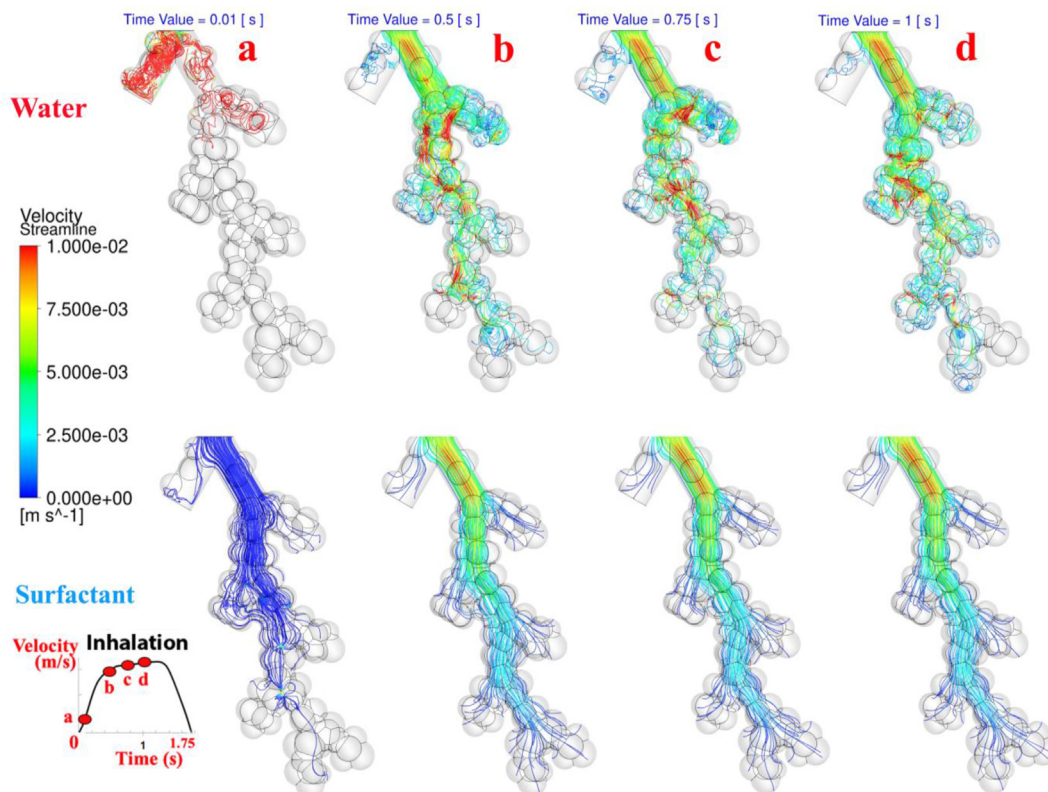 Time Value = 0.01 [ s ]
Time Value = 0.5 [ s ]
Time Value = 0.75 [ s ]
Time Value = 1 [ s ]
a
b
c
d
Water
Velocity
Streamline
1.000e-02
7.500e-03
5.000e-03
2.500e-03
0.000e+00
[m s^-1]
Surfactant
Velocity
(m/s)
Inhalation
b
c
d
a
0
1
1.75
Time (s)